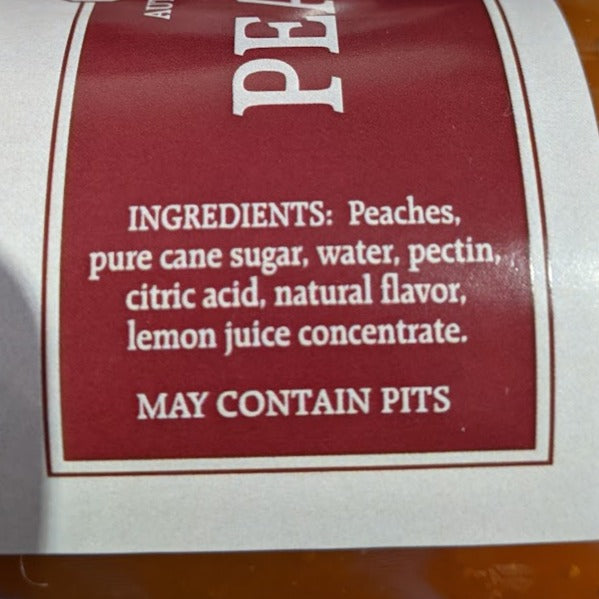 INGREDIENTS: Peaches,
pure cane sugar, water, pectin,
citric acid, natural flavor,
lemon juice concentrate.
MAY CONTAIN PITS